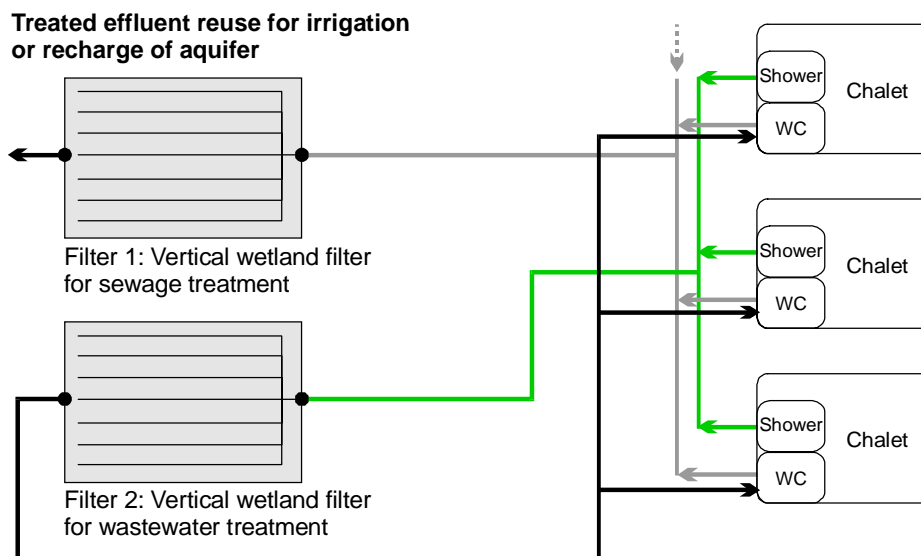 Treated effluent reuse for irrigation
or recharge of aquifer
Shower
Chalet
WC
Filter 1: Vertical wetland filter
for sewage treatment
Shower
Chalet
WC
Filter 2: Vertical wetland filter
for wastewater treatment
Shower
Chalet
WC